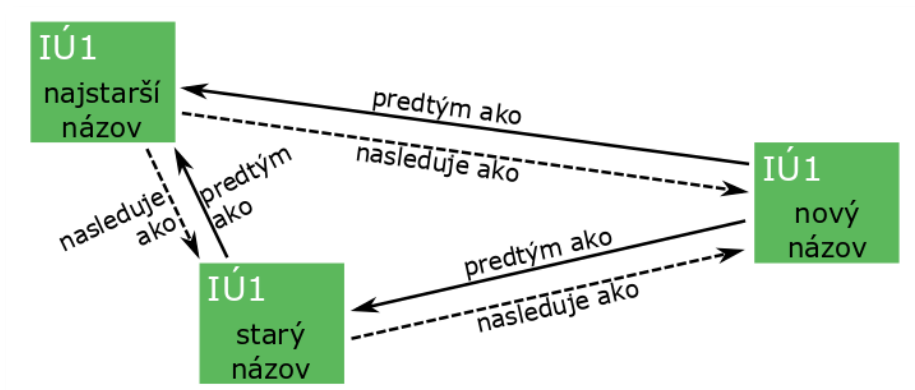 IÚ1
najstarší
názov
predtým ako
nasleduje ako
predtým
ako
nasleduje
ako
IÚ1
nový
názov
predtým ako
nasleduje ako
IÚ1
starý
názov